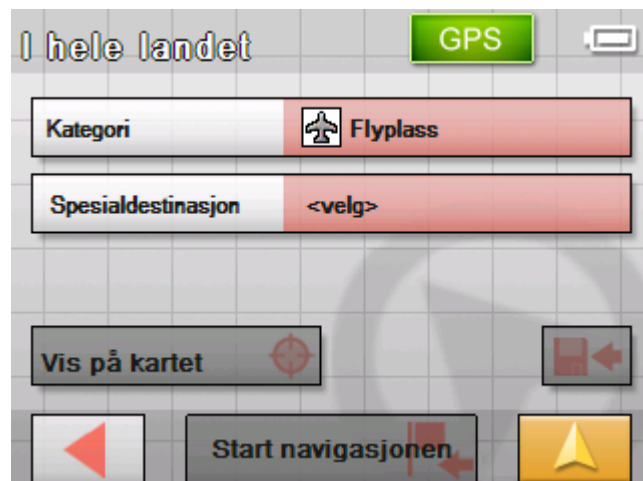 I hele landet
GPS
Kategori
Flyplass
Spesialdestinasjon
<velg>
Vis på kartet
Start navigasjonen